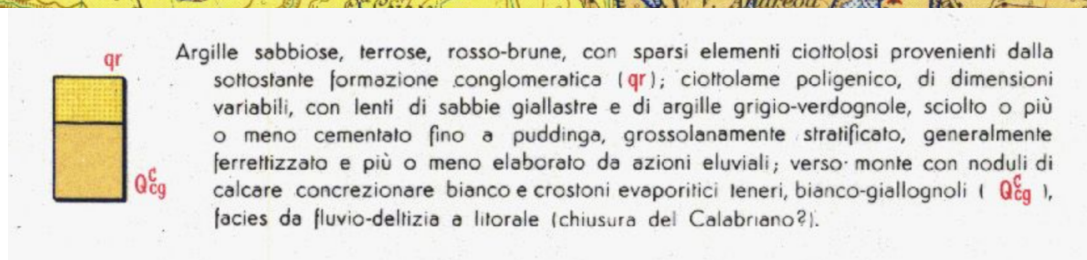 V. Andreoli
qr
Argille sabbiose, terrose, rosso-brune, con sparsi elementi ciottolosi provenienti dalla
sottostante formazione conglomeratica (qr); ciottolame poligenico, di dimensioni
variabili, con lenti di sabbie giallastre e di argille grigio-verdognole, sciolto o più
o meno cementato fino a puddinga, grossolanamente stratificato, generalmente
ferrettizzato e più o meno elaborato da azioni eluviali; verso monte con noduli di
calcare concrezionare bianco e crostoni evaporitici teneri, bianco-giallognoli ( Qᶜcg ),
facies da fluvio-deltizia a litorale (chiusura del Calabriano?).
Qᶜcg